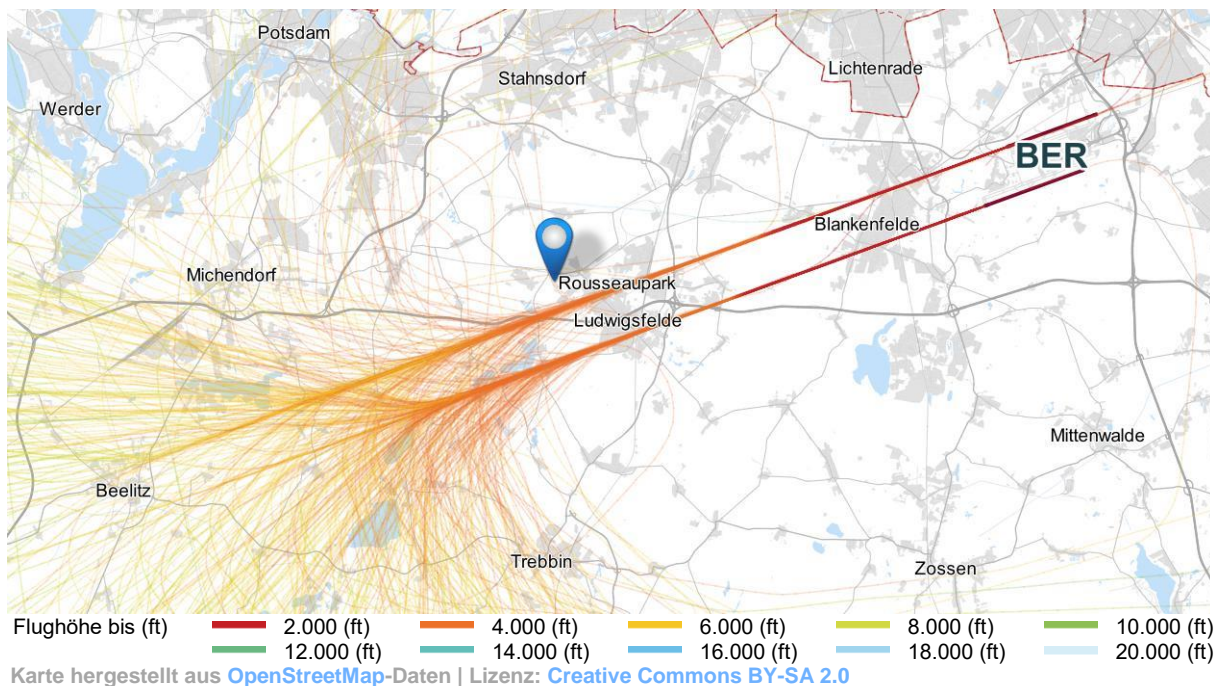 Potsdam
Stahnsdorf
Lichtenrade
Werder
BER
Blankenfelde
Michendorf
Rousseaupark
Ludwigsfelde
Mittenwalde
Beelitz
Trebbin
Zossen
Flughöhe bis (ft) 2.000 (ft) 4.000 (ft) 6.000 (ft) 8.000 (ft) 10.000 (ft)
12.000 (ft) 14.000 (ft) 16.000 (ft) 18.000 (ft) 20.000 (ft)
Karte hergestellt aus OpenStreetMap-Daten | Lizenz: Creative Commons BY-SA 2.0